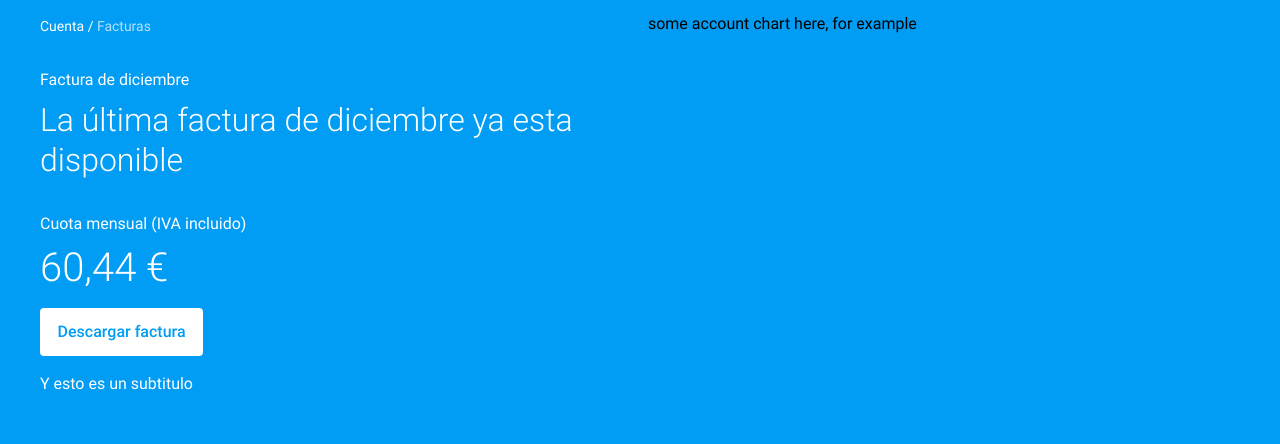 Cuenta / Facturas
Factura de diciembre
La última factura de diciembre ya esta
disponible
Cuota mensual (IVA incluido)
60,44 €
Descargar factura
Y esto es un subtitulo
some account chart here, for example